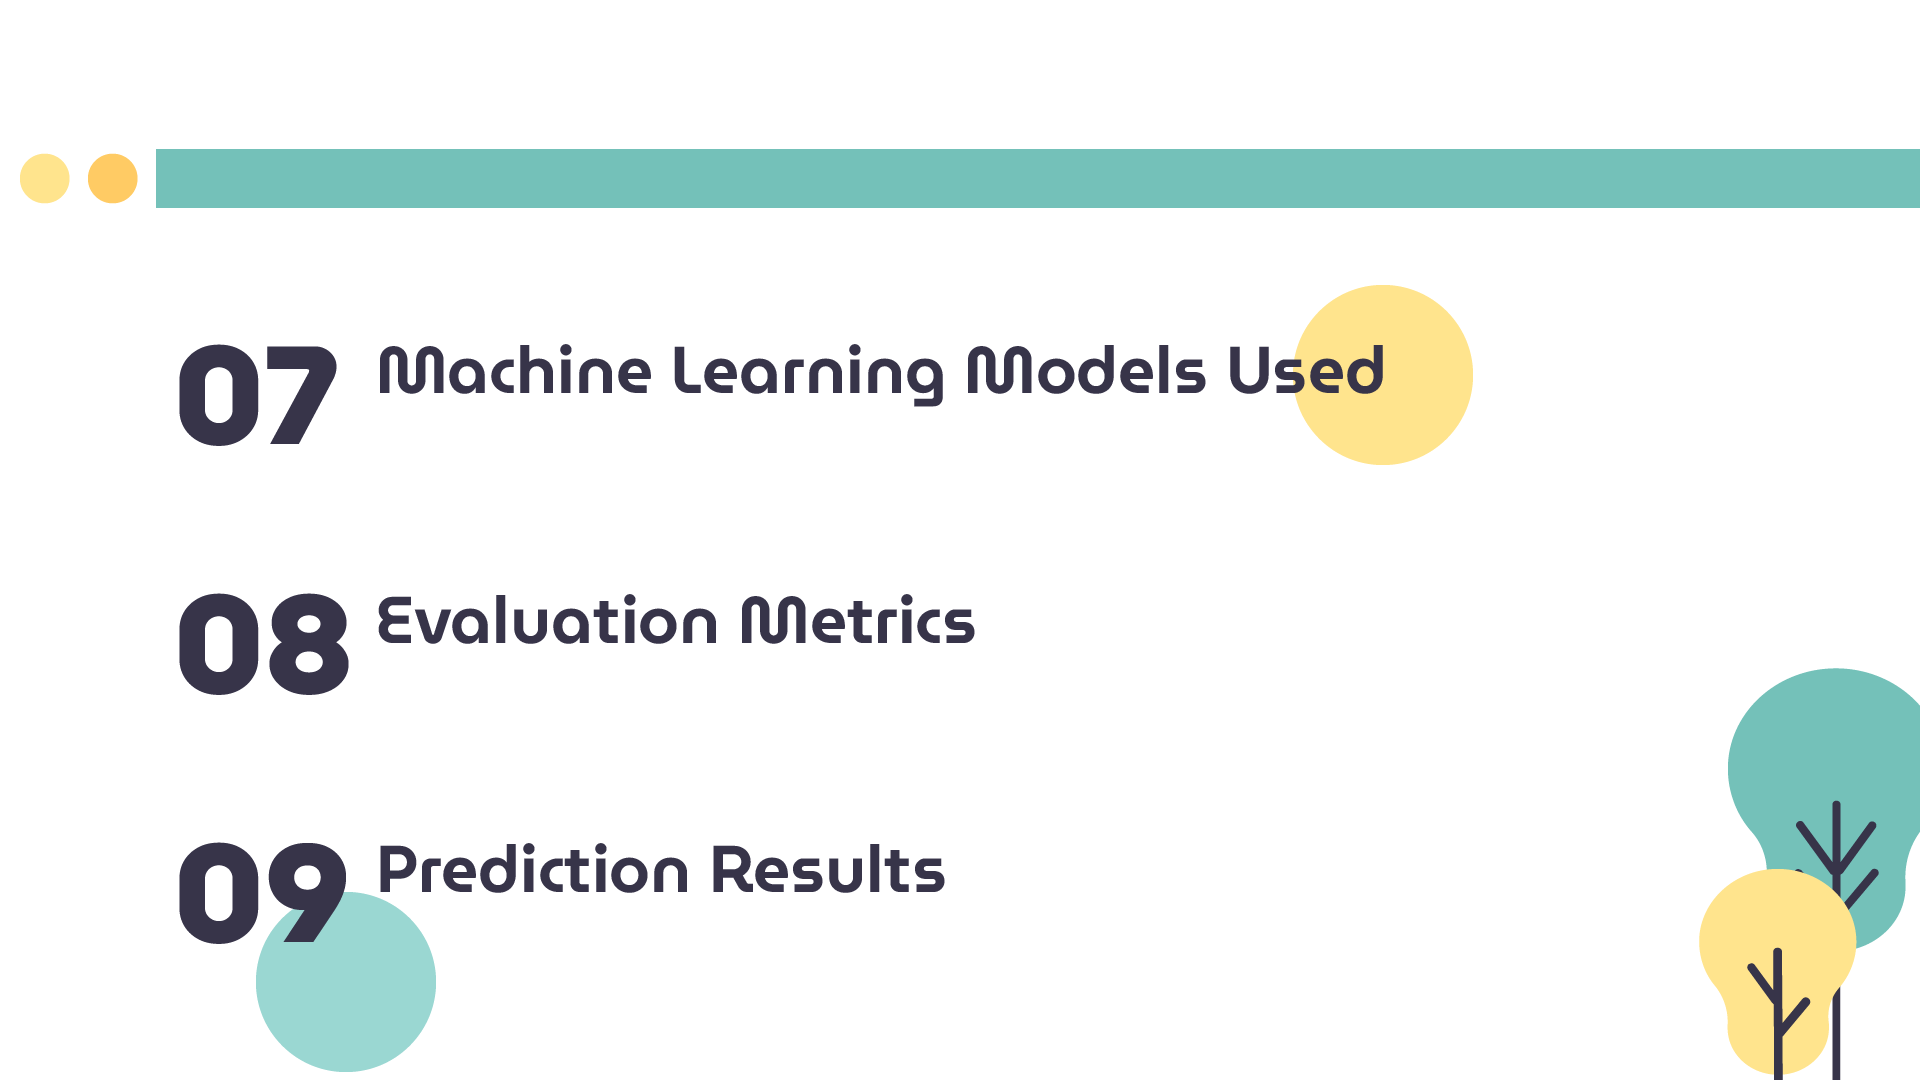 07 Machine Learning Models Used
08 Evaluation Metrics
09 Prediction Results